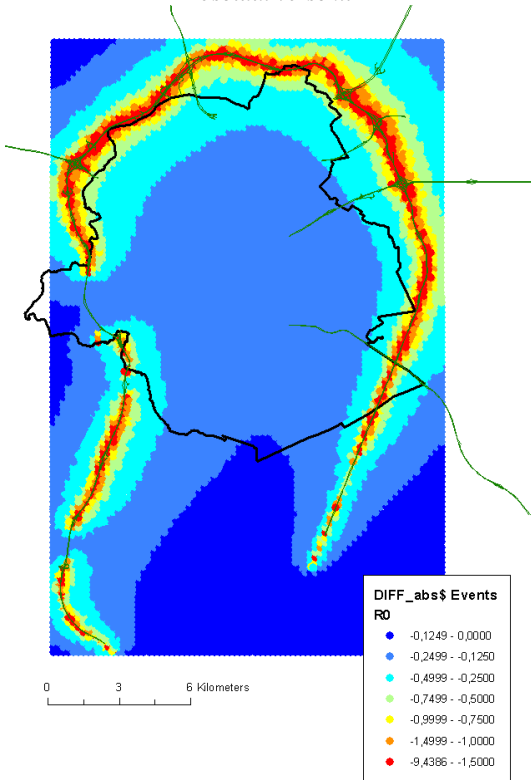 0 3 6 Kilometers
DIFF_abs$ Events
R0
-0,1249 - 0,0000
-0,2499 - -0,1250
-0,4999 - -0,2500
-0,7499 - -0,5000
-0,9999 - -0,7500
-1,4999 - -1,0000
-9,4386 - -1,5000